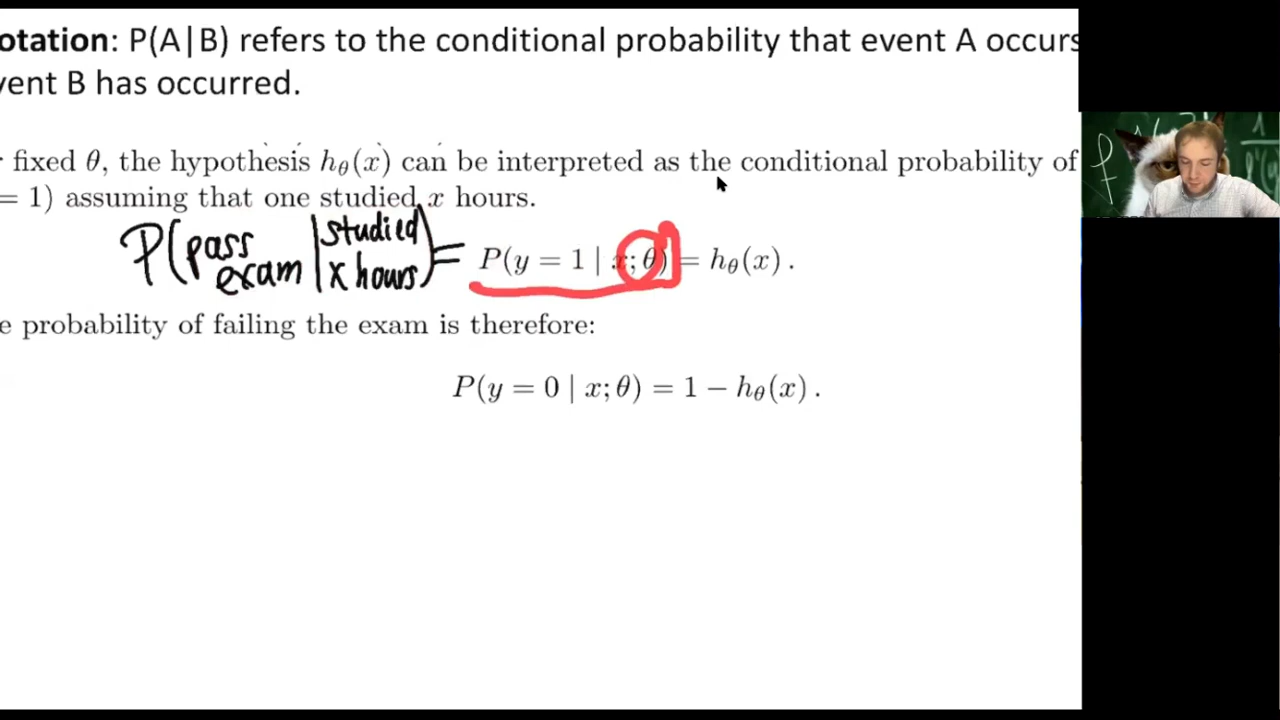 otation: P(A|B) refers to the conditional probability that event A occurs
vent B has occurred.
fixed θ, the hypothesis hθ(x) can be interpreted as the conditional probability of
= 1) assuming that one studied x hours.
P(pass exam | studied x hours) = P(y = 1 | x; θ) = hθ(x) .
e probability of failing the exam is therefore:
P(y = 0 | x; θ) = 1 − hθ(x) .
f